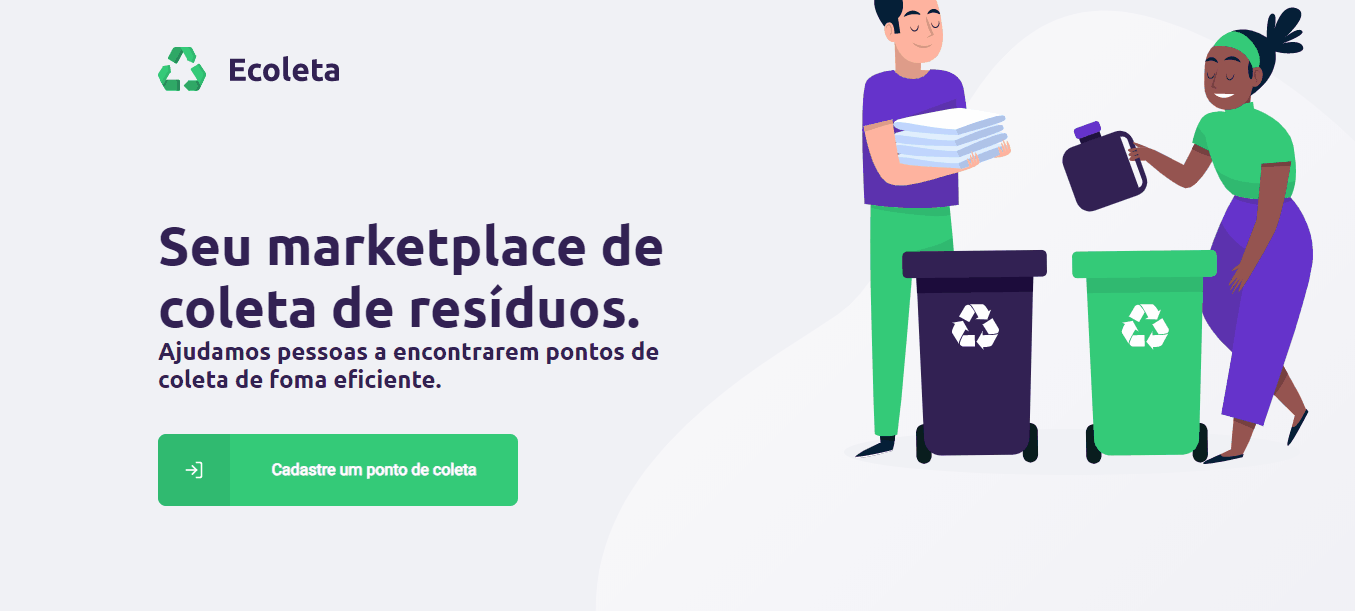 Ecoleta
Seu marketplace de
coleta de resíduos.
Ajudamos pessoas a encontrarem pontos de
coleta de foma eficiente.
Cadastre um ponto de coleta